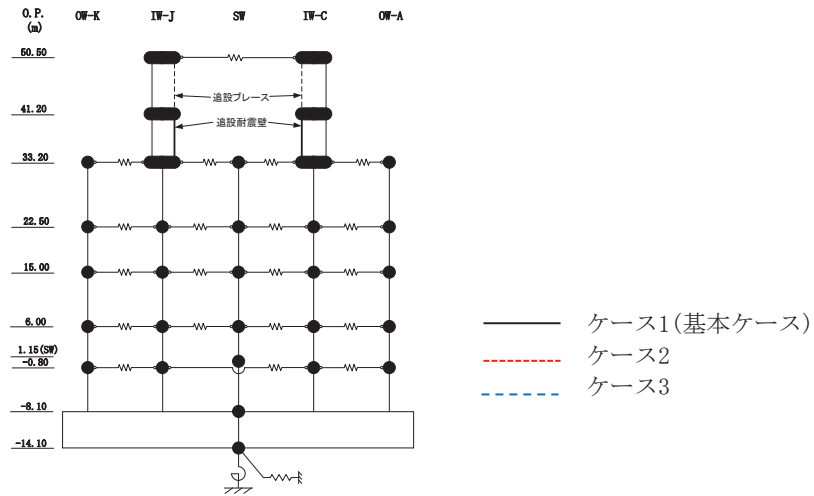 O.P.
(m)
OW-K IW-J SW IW-C OW-A
50.50
追設ブレース
41.20
追設耐震壁
33.20
22.50
15.00
6.00
1.15(SW)
-0.80
-8.10
-14.10
ケース1(基本ケース)
ケース2
ケース3